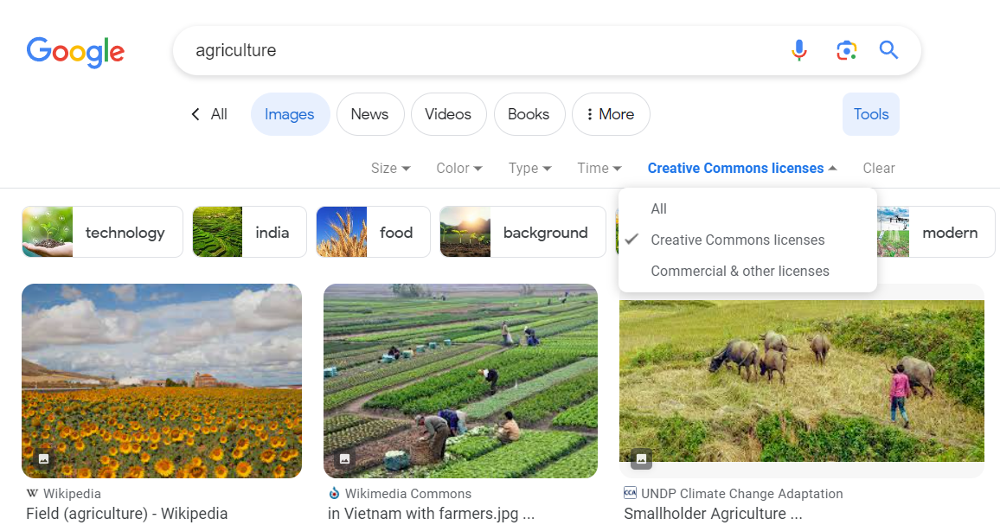 Google
agriculture
All
Images
News
Videos
Books
More
Tools
Size
Color
Type
Time
Creative Commons licenses
Clear
All
Creative Commons licenses
Commercial & other licenses
technology
india
food
background
modern
W Wikipedia
Field (agriculture) - Wikipedia
Wikimedia Commons
in Vietnam with farmers.jpg ...
CCA UNDP Climate Change Adaptation
Smallholder Agriculture ...